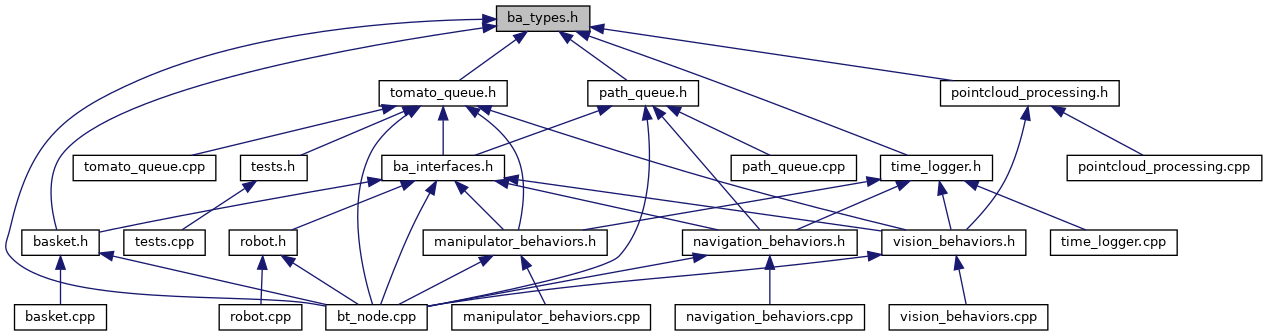 ba_types.h
tomato_queue.h
path_queue.h
pointcloud_processing.h
tomato_queue.cpp
tests.h
ba_interfaces.h
path_queue.cpp
time_logger.h
pointcloud_processing.cpp
basket.h
tests.cpp
robot.h
manipulator_behaviors.h
navigation_behaviors.h
vision_behaviors.h
time_logger.cpp
basket.cpp
robot.cpp
bt_node.cpp
manipulator_behaviors.cpp
navigation_behaviors.cpp
vision_behaviors.cpp